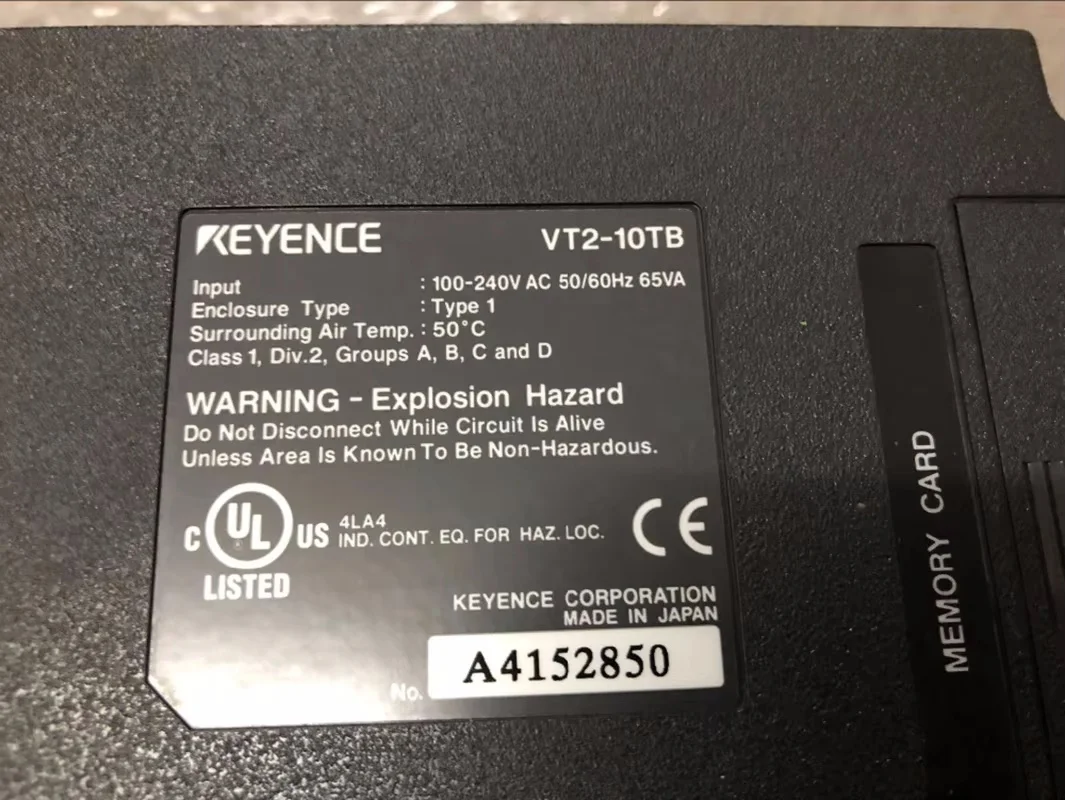 KEYENCE VT2-10TB
Input : 100-240V AC 50/60Hz 65VA
Enclosure Type : Type 1
Surrounding Air Temp. : 50°C
Class 1, Div.2, Groups A, B, C and D
WARNING - Explosion Hazard
Do Not Disconnect While Circuit Is Alive
Unless Area Is Known To Be Non-Hazardous.
C UL US LISTED
4LA4
IND. CONT. EQ. FOR HAZ. LOC.
CE
KEYENCE CORPORATION
MADE IN JAPAN
No. A4152850
MEMORY CARD